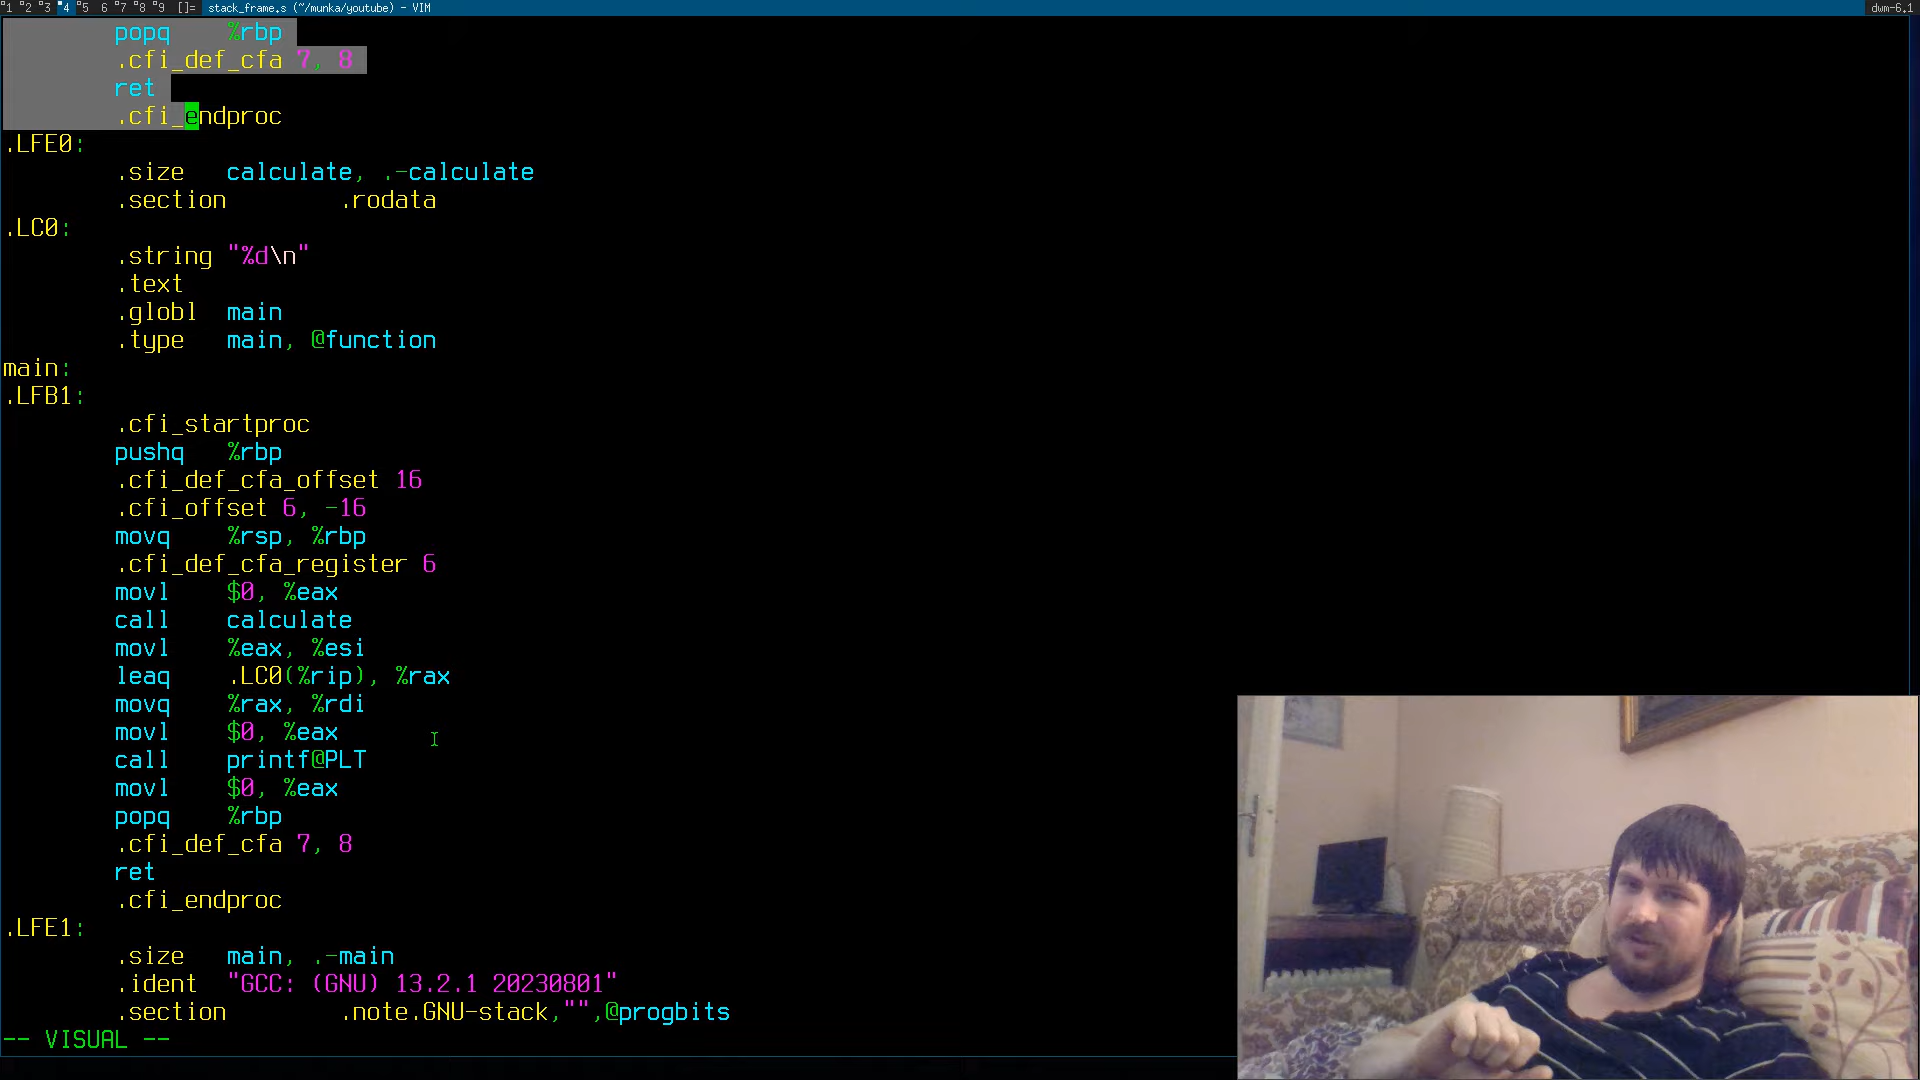 1 2 3 4 5 6 7 8 9 []= stack_frame.s (~/munka/youtube) - VIM dwm-6.1
popq %rbp
.cfi_def_cfa 7, 8
ret
.cfi_endproc
.LFE0:
.size calculate, .-calculate
.section .rodata
.LC0:
.string "%d\n"
.text
.globl main
.type main, @function
main:
.LFB1:
.cfi_startproc
pushq %rbp
.cfi_def_cfa_offset 16
.cfi_offset 6, -16
movq %rsp, %rbp
.cfi_def_cfa_register 6
movl $0, %eax
call calculate
movl %eax, %esi
leaq .LC0(%rip), %rax
movq %rax, %rdi
movl $0, %eax
call printf@PLT
movl $0, %eax
popq %rbp
.cfi_def_cfa 7, 8
ret
.cfi_endproc
.LFE1:
.size main, .-main
.ident "GCC: (GNU) 13.2.1 20230801"
.section .note.GNU-stack,"",@progbits
-- VISUAL --